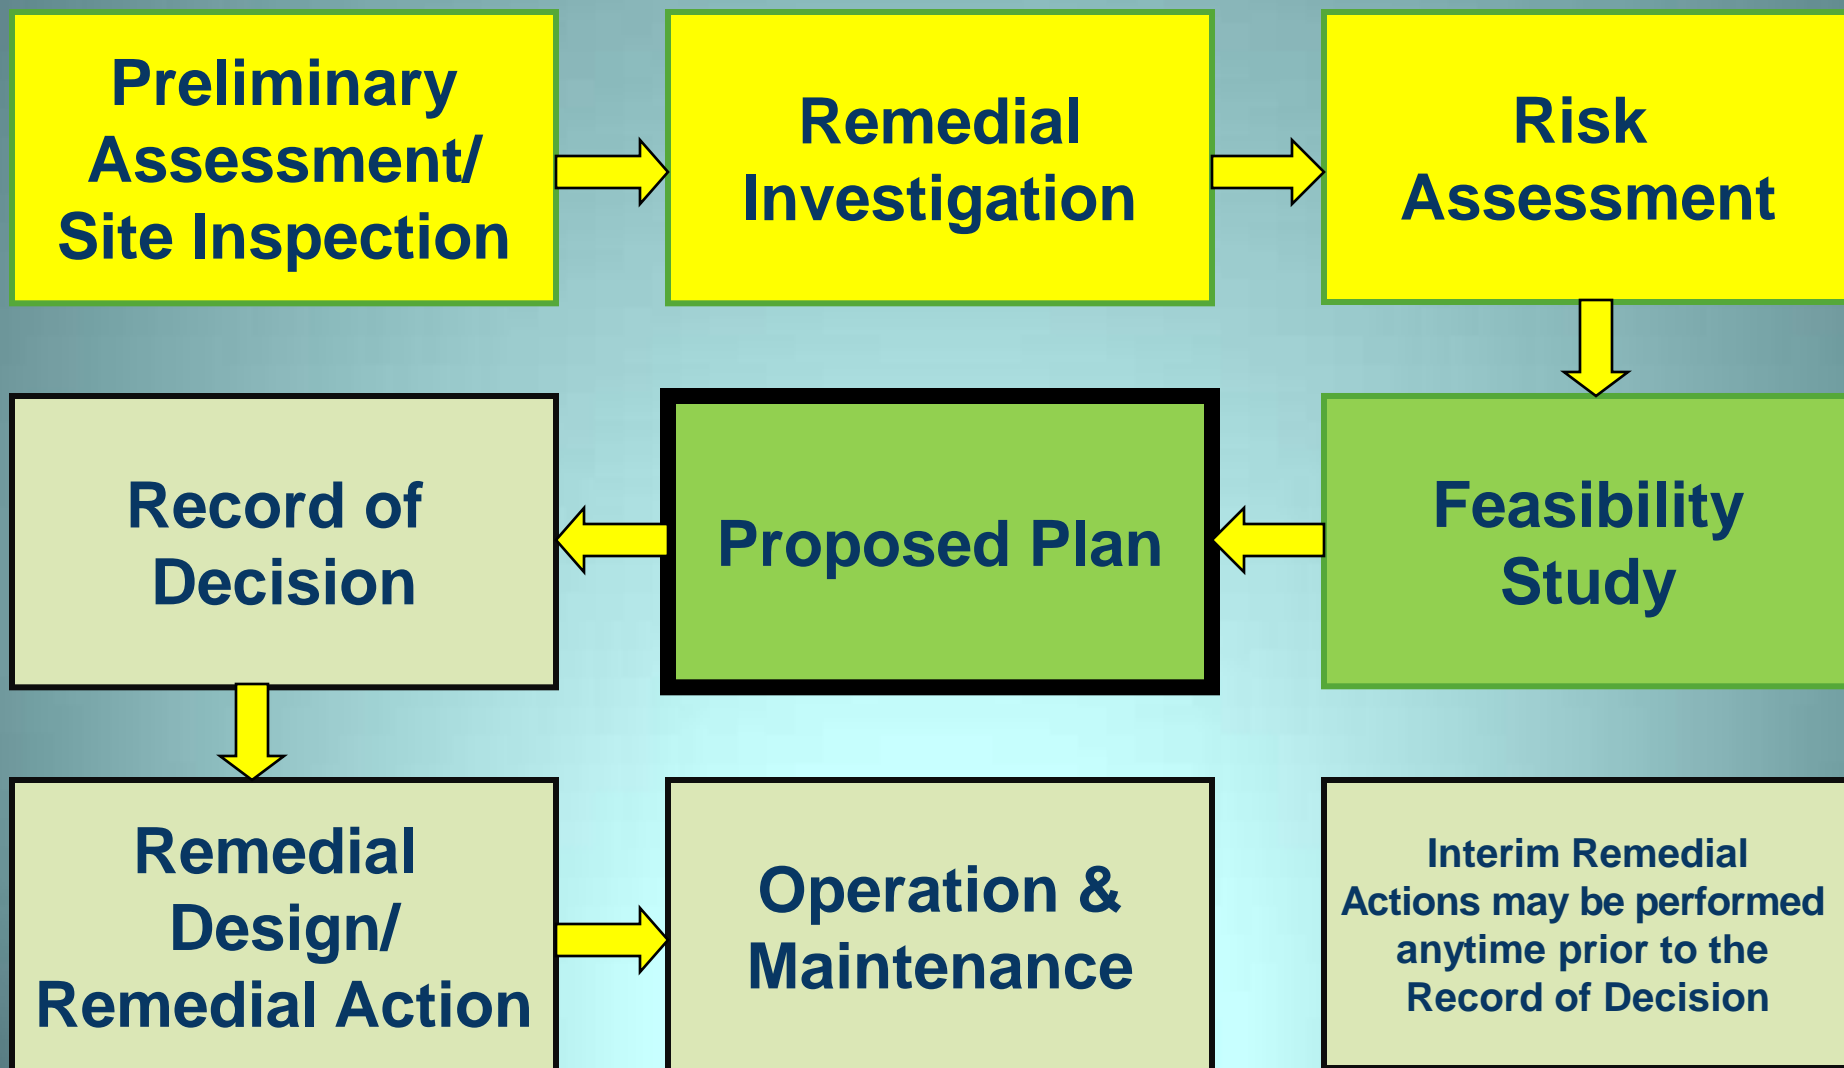 Preliminary
Assessment/
Site Inspection
Remedial
Investigation
Risk
Assessment
Feasibility
Study
Proposed Plan
Record of
Decision
Remedial
Design/
Remedial Action
Operation &
Maintenance
Interim Remedial
Actions may be performed
anytime prior to the
Record of Decision